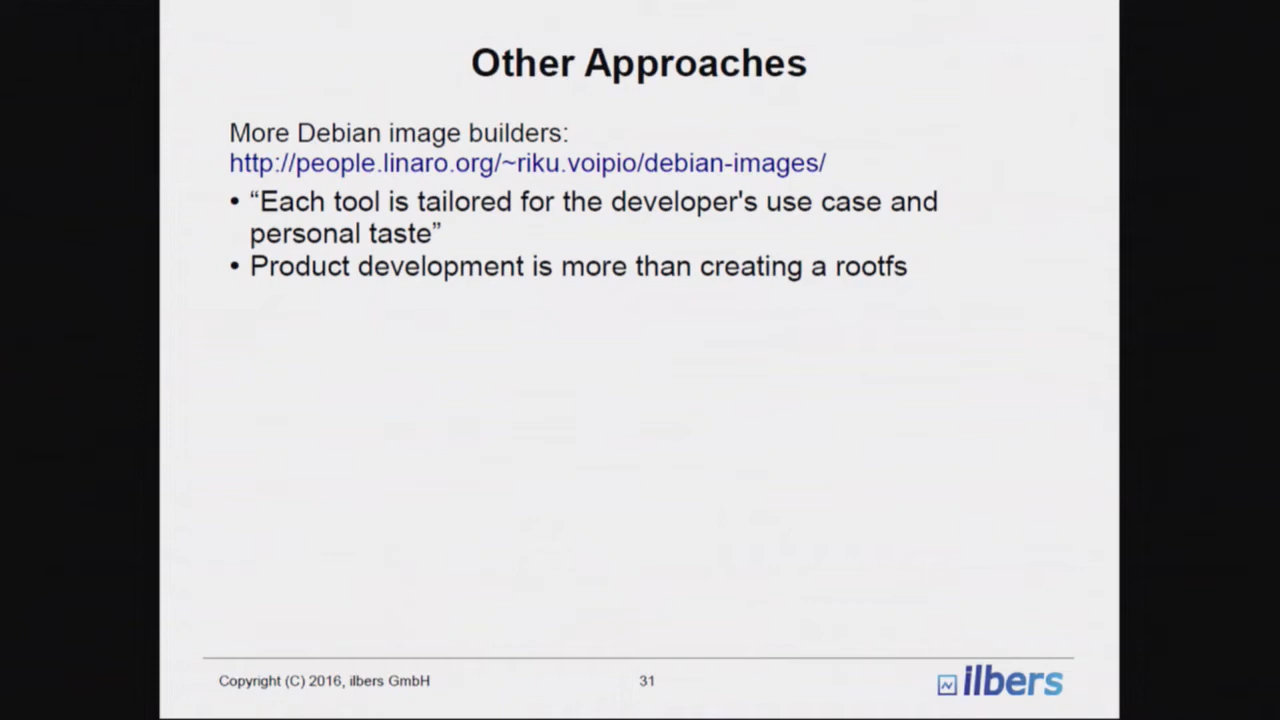 Other Approaches
More Debian image builders:
http://people.linaro.org/~riku.voipio/debian-images/
• “Each tool is tailored for the developer's use case and
personal taste”
• Product development is more than creating a rootfs
Copyright (C) 2016, ilbers GmbH
31
ilbers